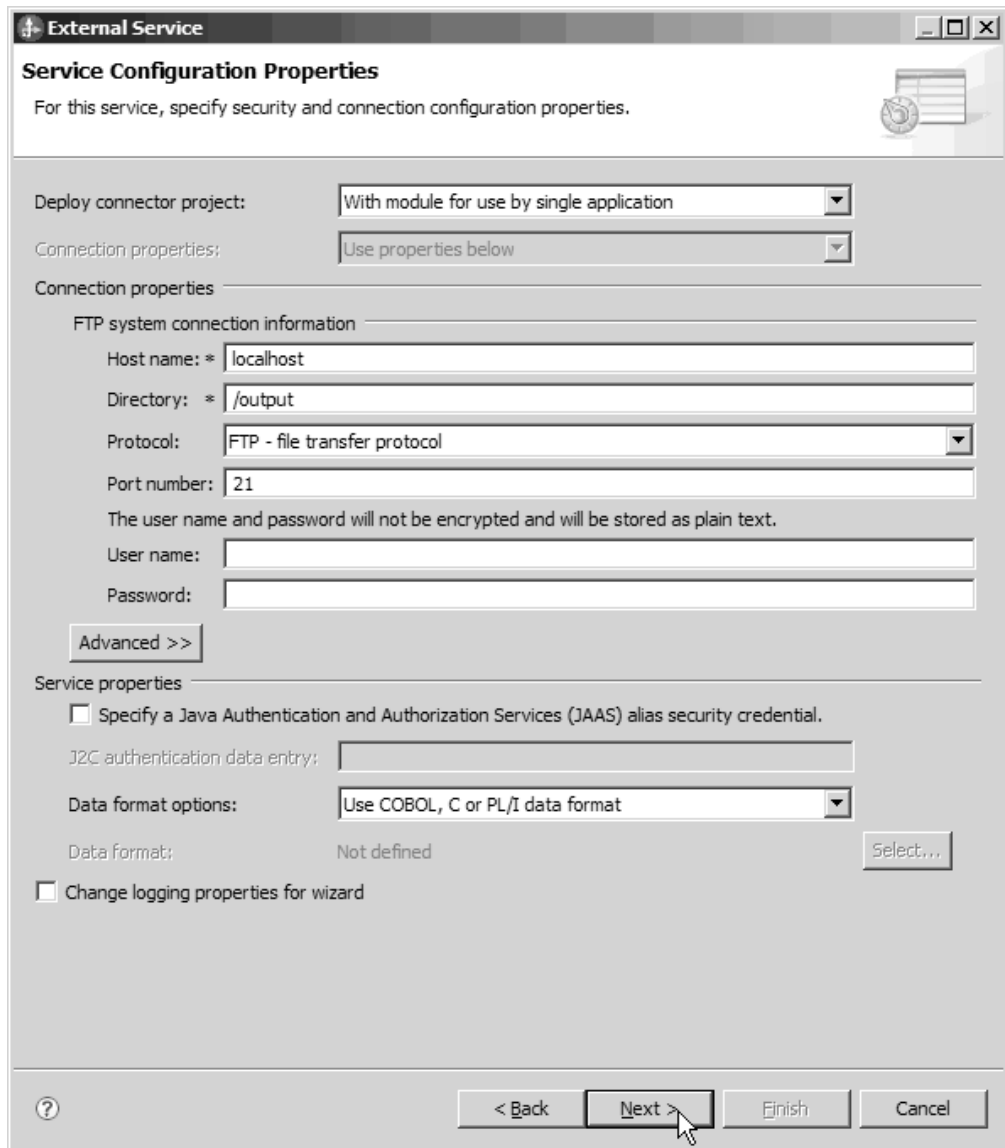 External Service
Service Configuration Properties
For this service, specify security and connection configuration properties.
Deploy connector project: With module for use by single application
Connection properties: Use properties below
Connection properties
FTP system connection information
Host name: * localhost
Directory: * /output
Protocol: FTP - file transfer protocol
Port number: 21
The user name and password will not be encrypted and will be stored as plain text.
User name:
Password:
Advanced >>
Service properties
Specify a Java Authentication and Authorization Services (JAAS) alias security credential.
J2C authentication data entry:
Data format options: Use COBOL, C or PL/I data format
Data format: Not defined Select...
Change logging properties for wizard
? < Back Next > Finish Cancel